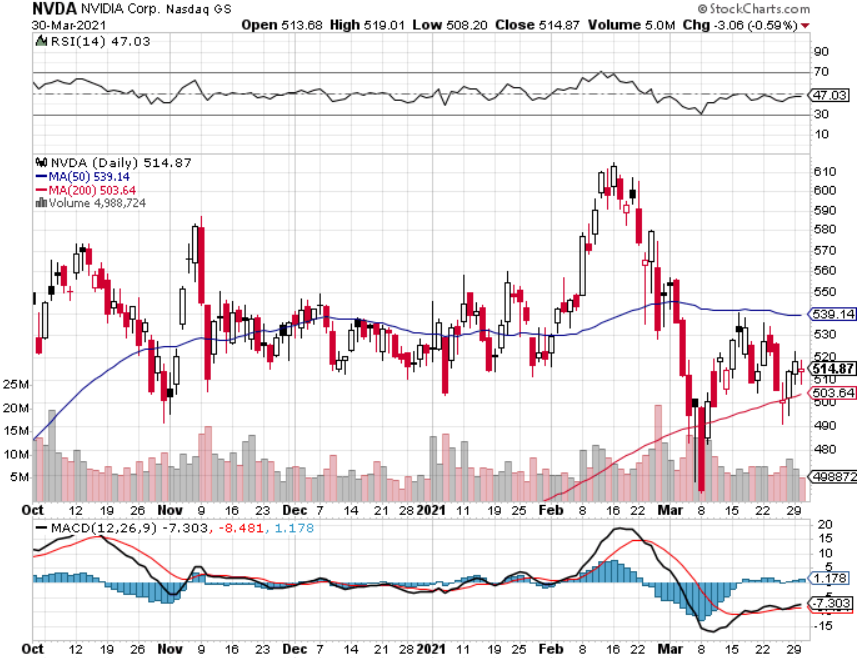 NVDA NVIDIA Corp. Nasdaq GS © StockCharts.com
30-Mar-2021 Open 513.68 High 519.01 Low 508.20 Close 514.87 Volume 5.0M Chg -3.06 (-0.59%)
RSI(14) 47.03
90
70
47.03
30
10
NVDA (Daily) 514.87
MA(50) 539.14
MA(200) 503.64
Volume 4,988,724
610
600
590
580
570
560
550
539.14
530
520
514.87
510
503.64
500
490
480
4988724
25M
20M
15M
10M
5M
Oct 12 19 26 Nov 9 16 23 Dec 7 14 21 2021 11 19 25 Feb 8 16 22 Mar 8 15 22 29
MACD(12,26,9) -7.303, -8.481, 1.178
20
15
10
5
1.178
-5
-7.303
-15
Oct 12 19 26 Nov 9 16 23 Dec 7 14 21 2021 11 19 25 Feb 8 16 22 Mar 8 15 22 29